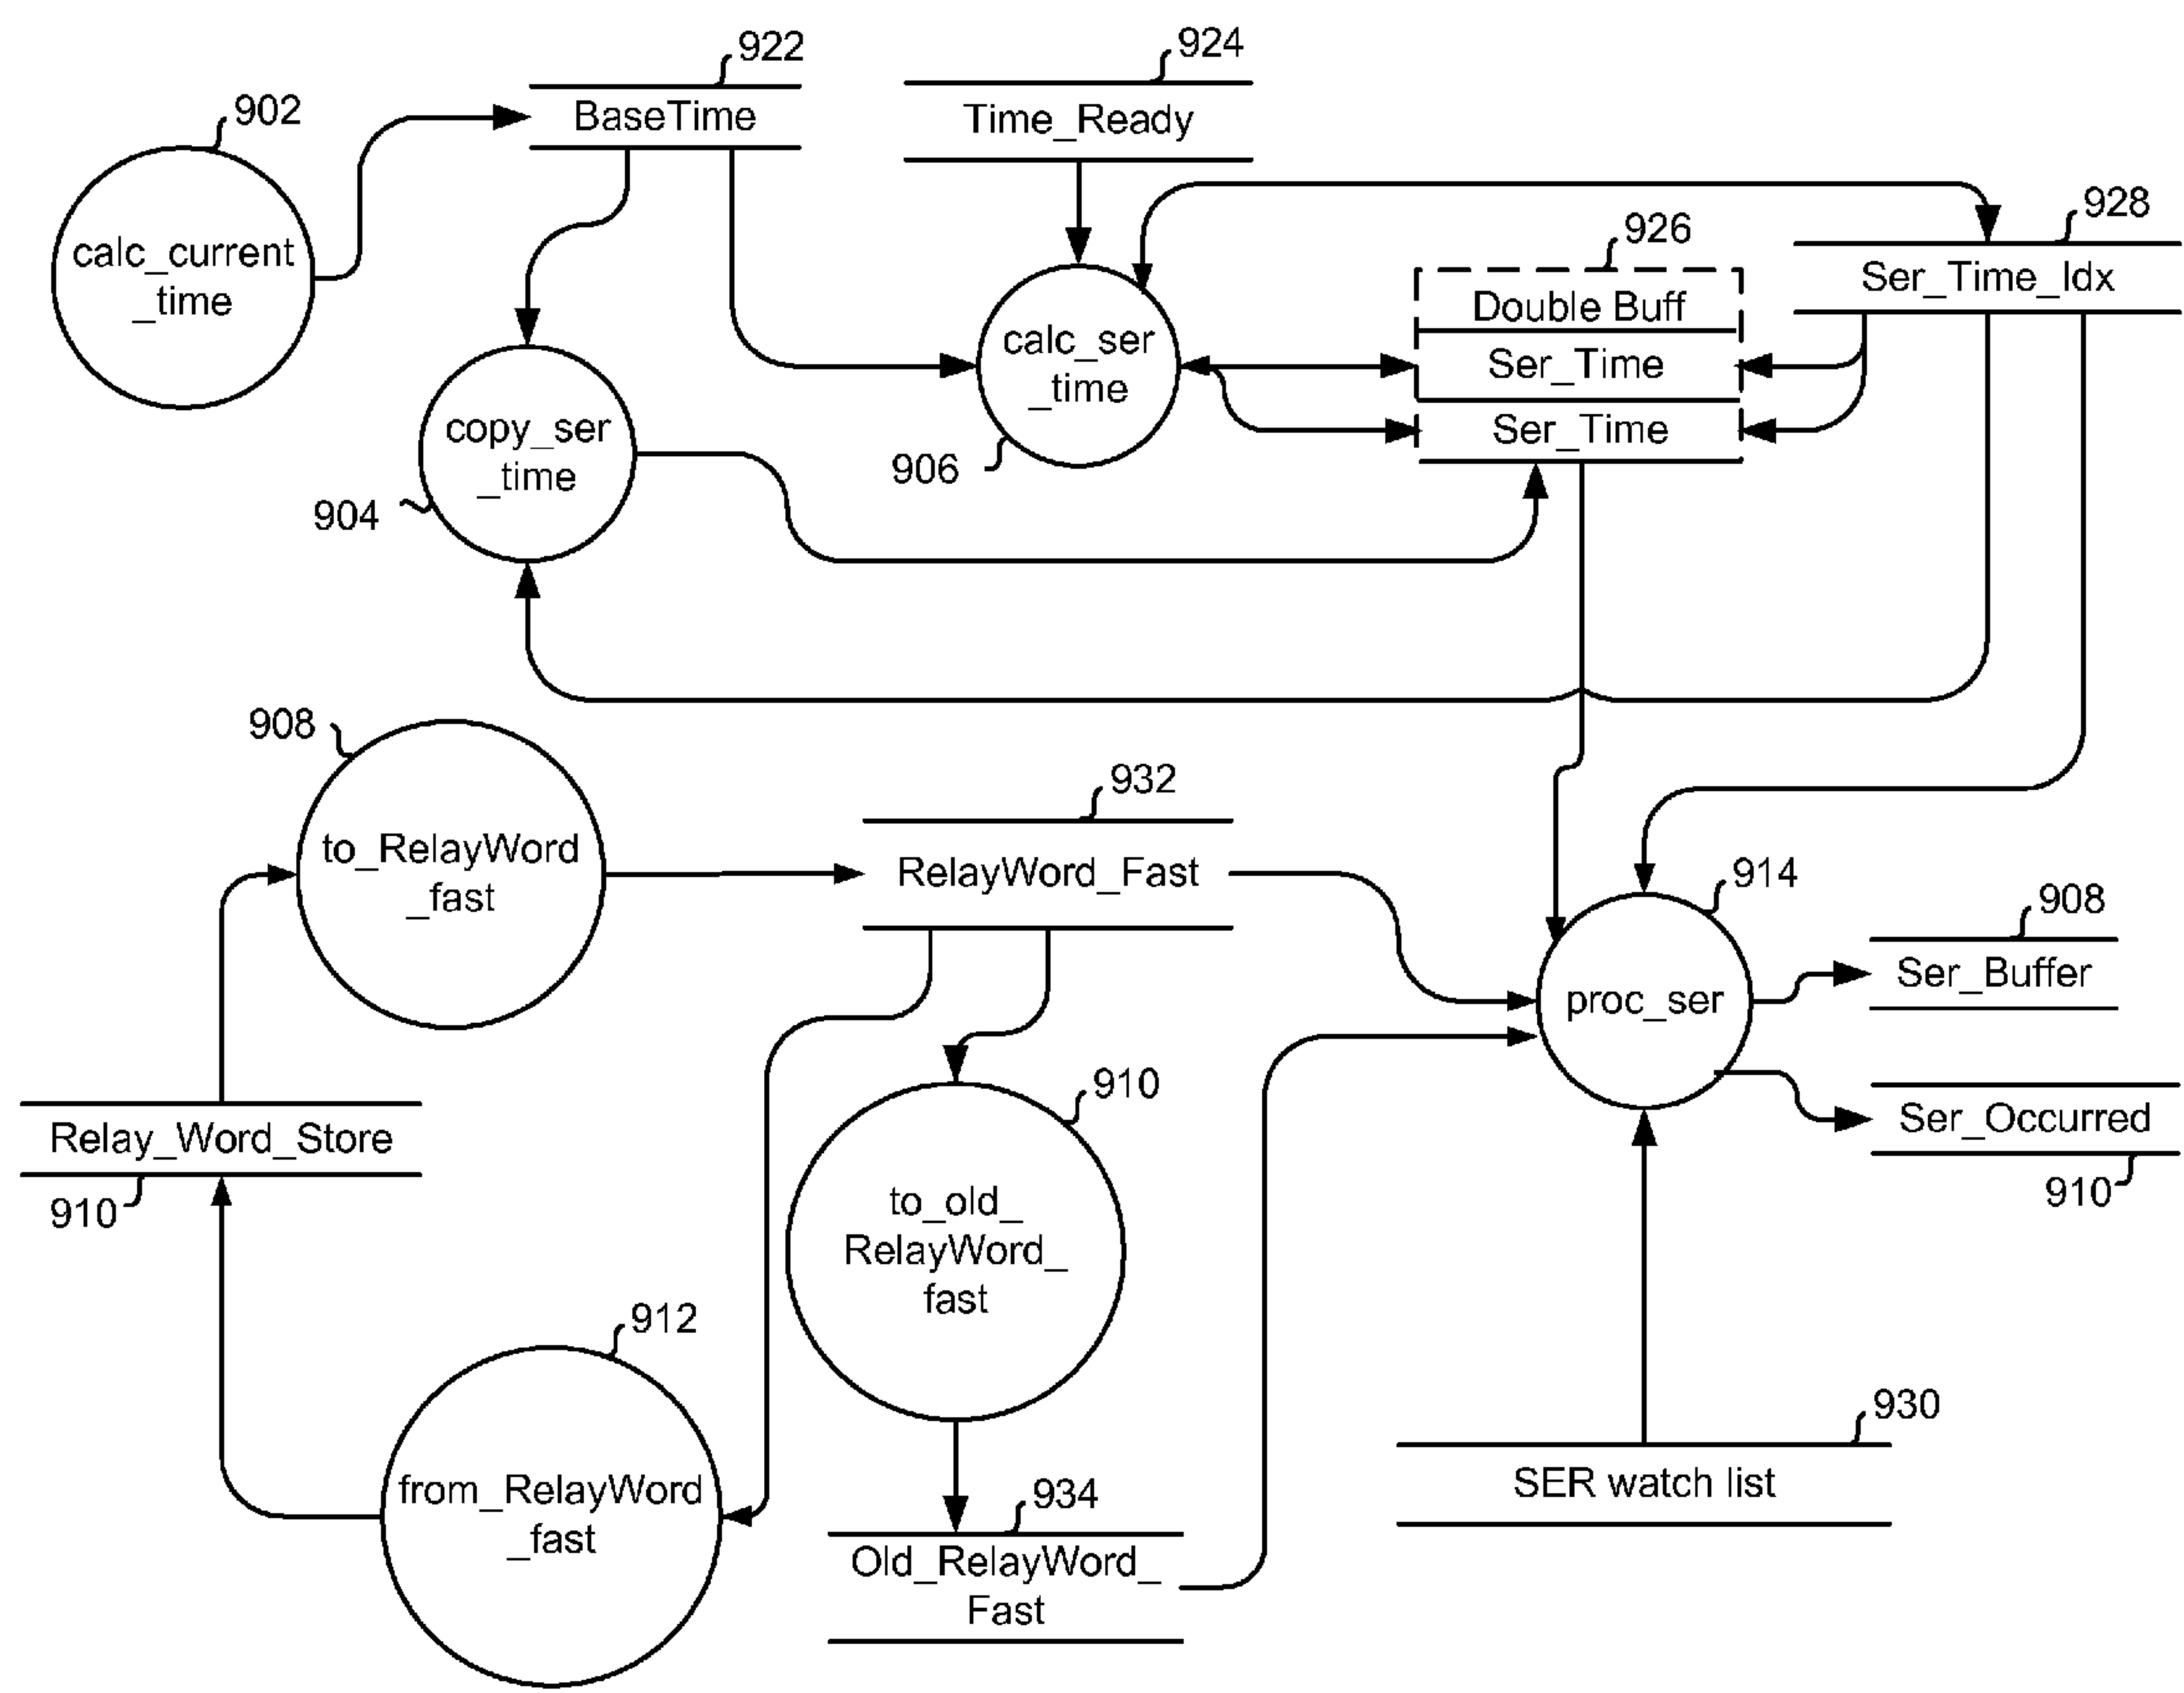 922
924
902
BaseTime
Time_Ready
928
926
calc_current
_time
Ser_Time_Idx
Double Buff
calc_ser
_time
Ser_Time
Ser_Time
copy_ser
_time
906
904
908
932
to_RelayWord
_fast
RelayWord_Fast
914
908
Ser_Buffer
proc_ser
910
Relay_Word_Store
910
Ser_Occurred
910
to_old_
RelayWord_
fast
912
930
from_RelayWord
_fast
SER watch list
934
Old_RelayWord_
Fast